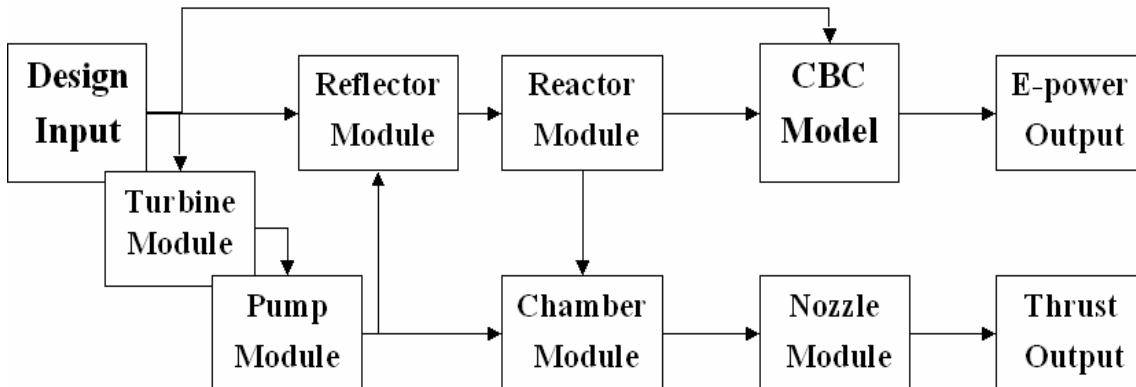 Design
Input
Reflector
Module
Reactor
Module
CBC
Model
E-power
Output
Turbine
Module
Pump
Module
Chamber
Module
Nozzle
Module
Thrust
Output